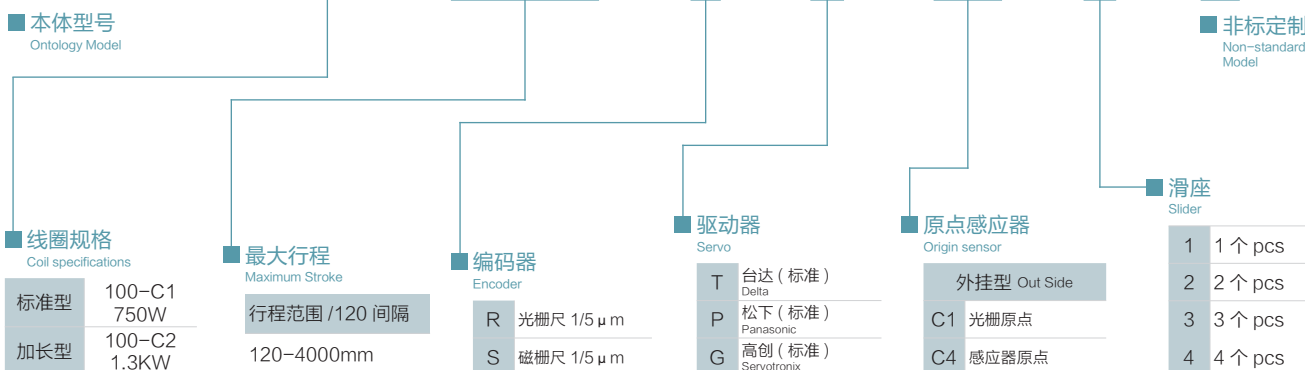 本体型号
Ontology Model
非标定制
Non-standard
Model
线圈规格
Coil specifications
标准型 100-C1
750W
加长型 100-C2
1.3KW
最大行程
Maximum Stroke
行程范围 /120 间隔
120-4000mm
编码器
Encoder
R 光栅尺 1/5 μ m
S 磁栅尺 1/5 μ m
驱动器
Servo
T 台达 ( 标准 )
Delta
P 松下 ( 标准 )
Panasonic
G 高创 ( 标准 )
Servotronix
原点感应器
Origin sensor
外挂型 Out Side
C1 光栅原点
C4 感应器原点
滑座
Slider
1 1 个 pcs
2 2 个 pcs
3 3 个 pcs
4 4 个 pcs